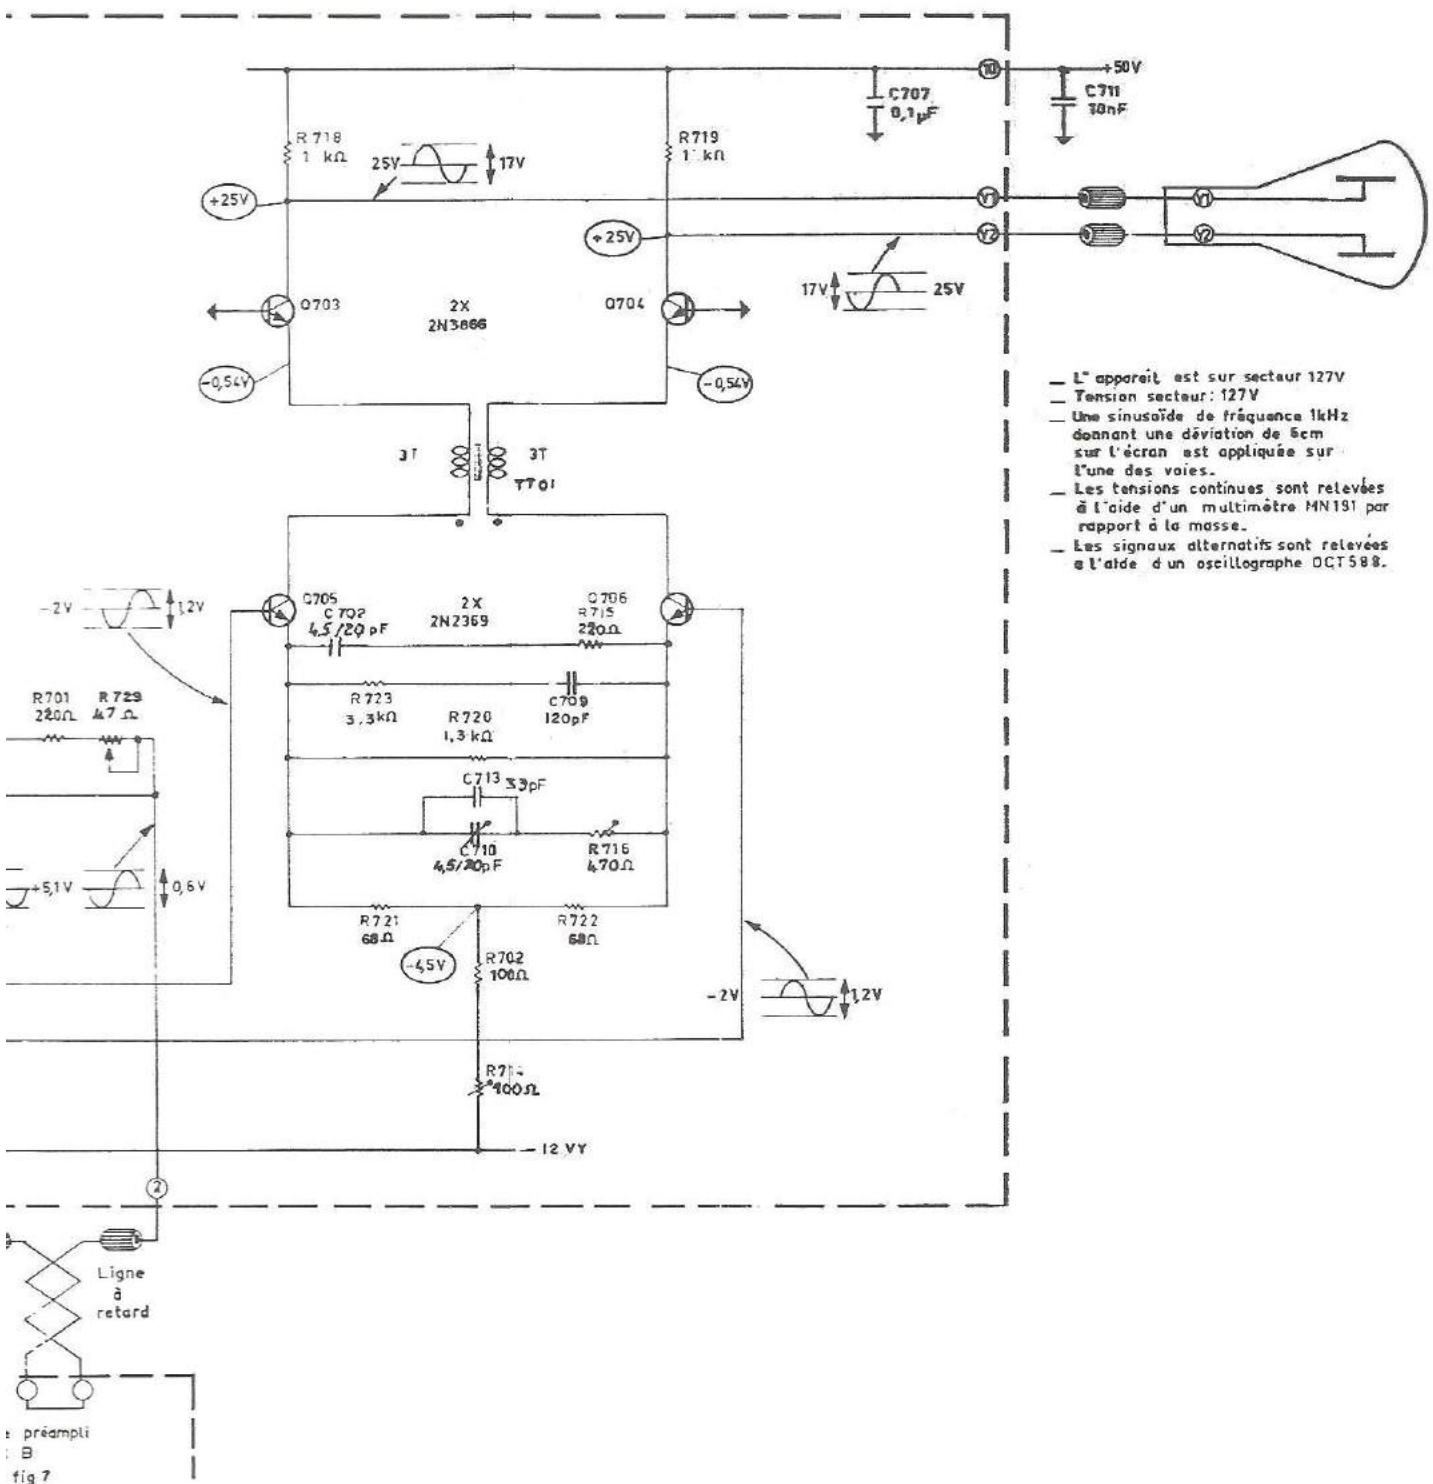 10
+50V
C707
0,1µF
C711
10nF
R718
1 kΩ
25V
17V
R719
1 kΩ
+25V
Y1
Y1
+25V
Y2
Y2
17V
25V
Q703
2X
2N3866
Q704
-0,54V
-0,54V
3T
3T
T701
_ L'appareil est sur secteur 127V
_ Tension secteur: 127V
_ Une sinusoïde de fréquence 1kHz
donnant une déviation de 6cm
sur l'écran est appliquée sur
l'une des voies.
_ Les tensions continues sont relevées
à l'aide d'un multimètre MN191 par
rapport à la masse.
_ Les signaux alternatifs sont relevées
a l'aide d un oscillographe OCT588.
-2V
1,2V
Q705
C702
4,5/20pF
2X
2N2369
Q706
R715
220Ω
R701
220Ω
R729
47Ω
R723
3,3kΩ
C709
120pF
R720
1,3kΩ
C713
33pF
C710
4,5/20pF
R716
470Ω
+5,1V
0,6V
R721
68Ω
R722
68Ω
-4,5V
R702
100Ω
-2V
1,2V
R714
100Ω
-12 VY
2
Ligne
à
retard
préampli
B
fig 7